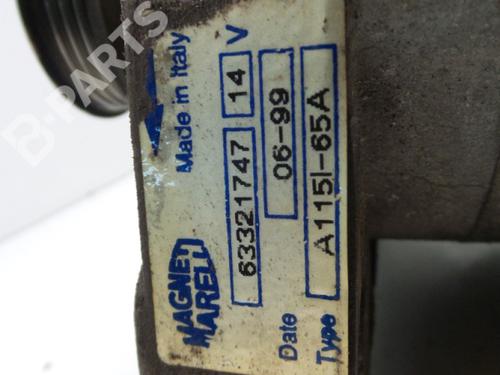 MAGNETI
MARELLI
Made in Italy
63321747 14 V
Date 06-99
Type A115I-65A
B-PARTS